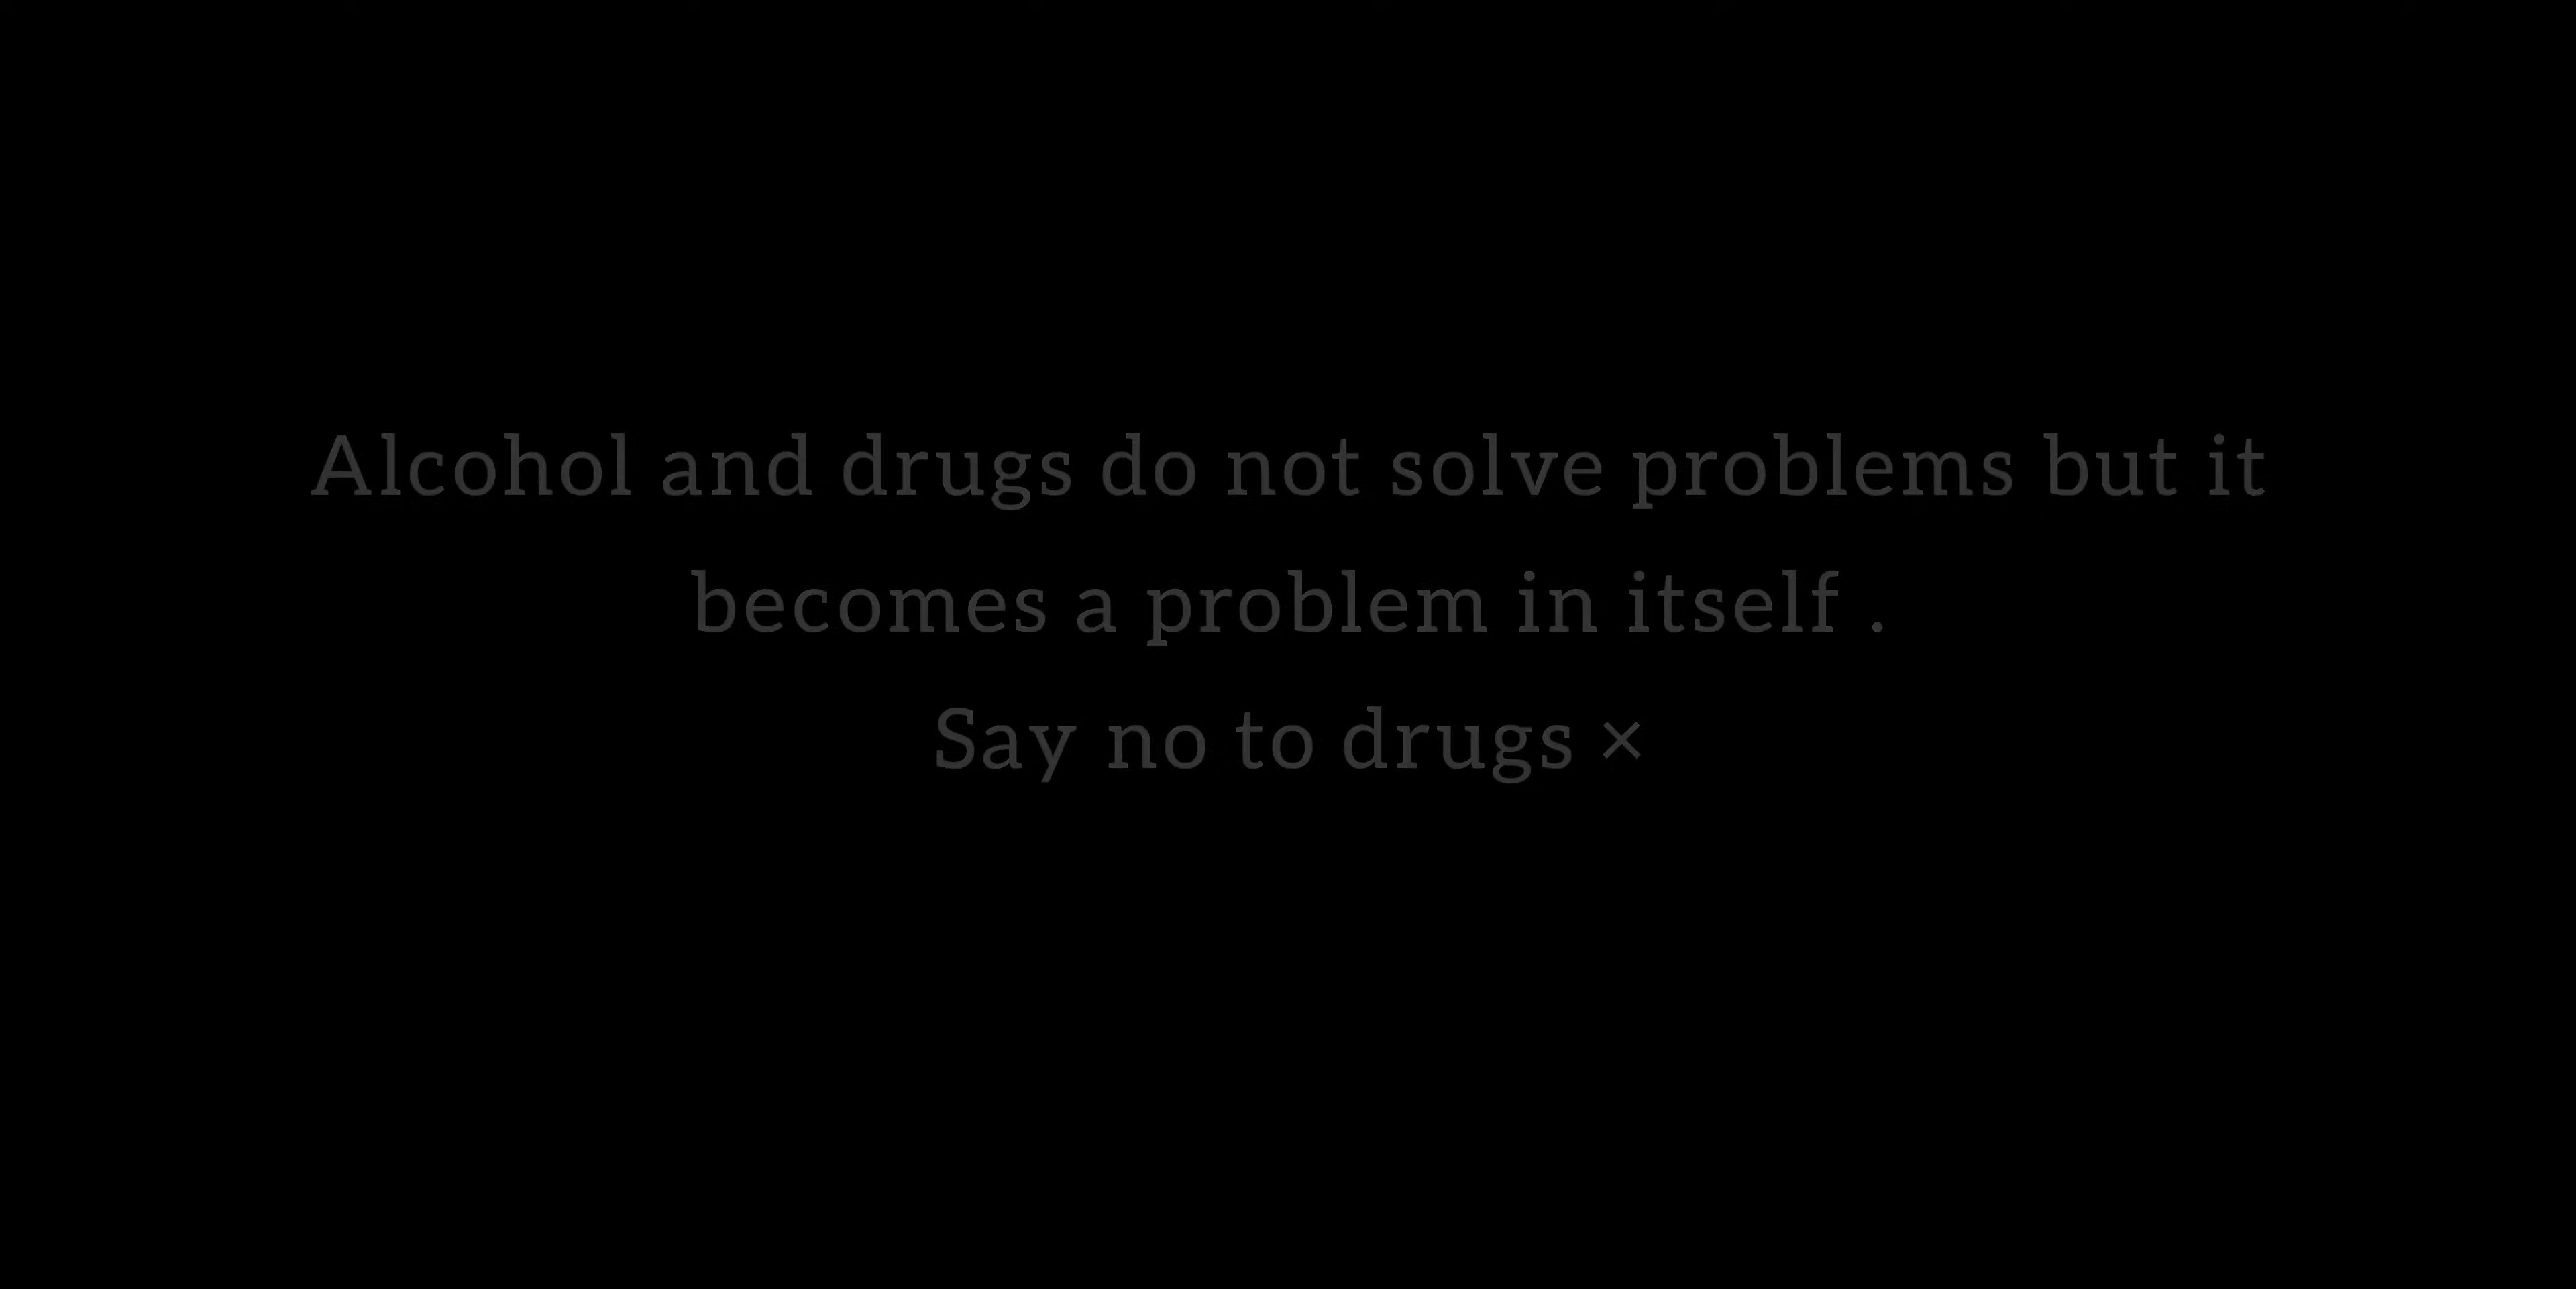 Alcohol and drugs do not solve problems but it
becomes a problem in itself .
Say no to drugs ×